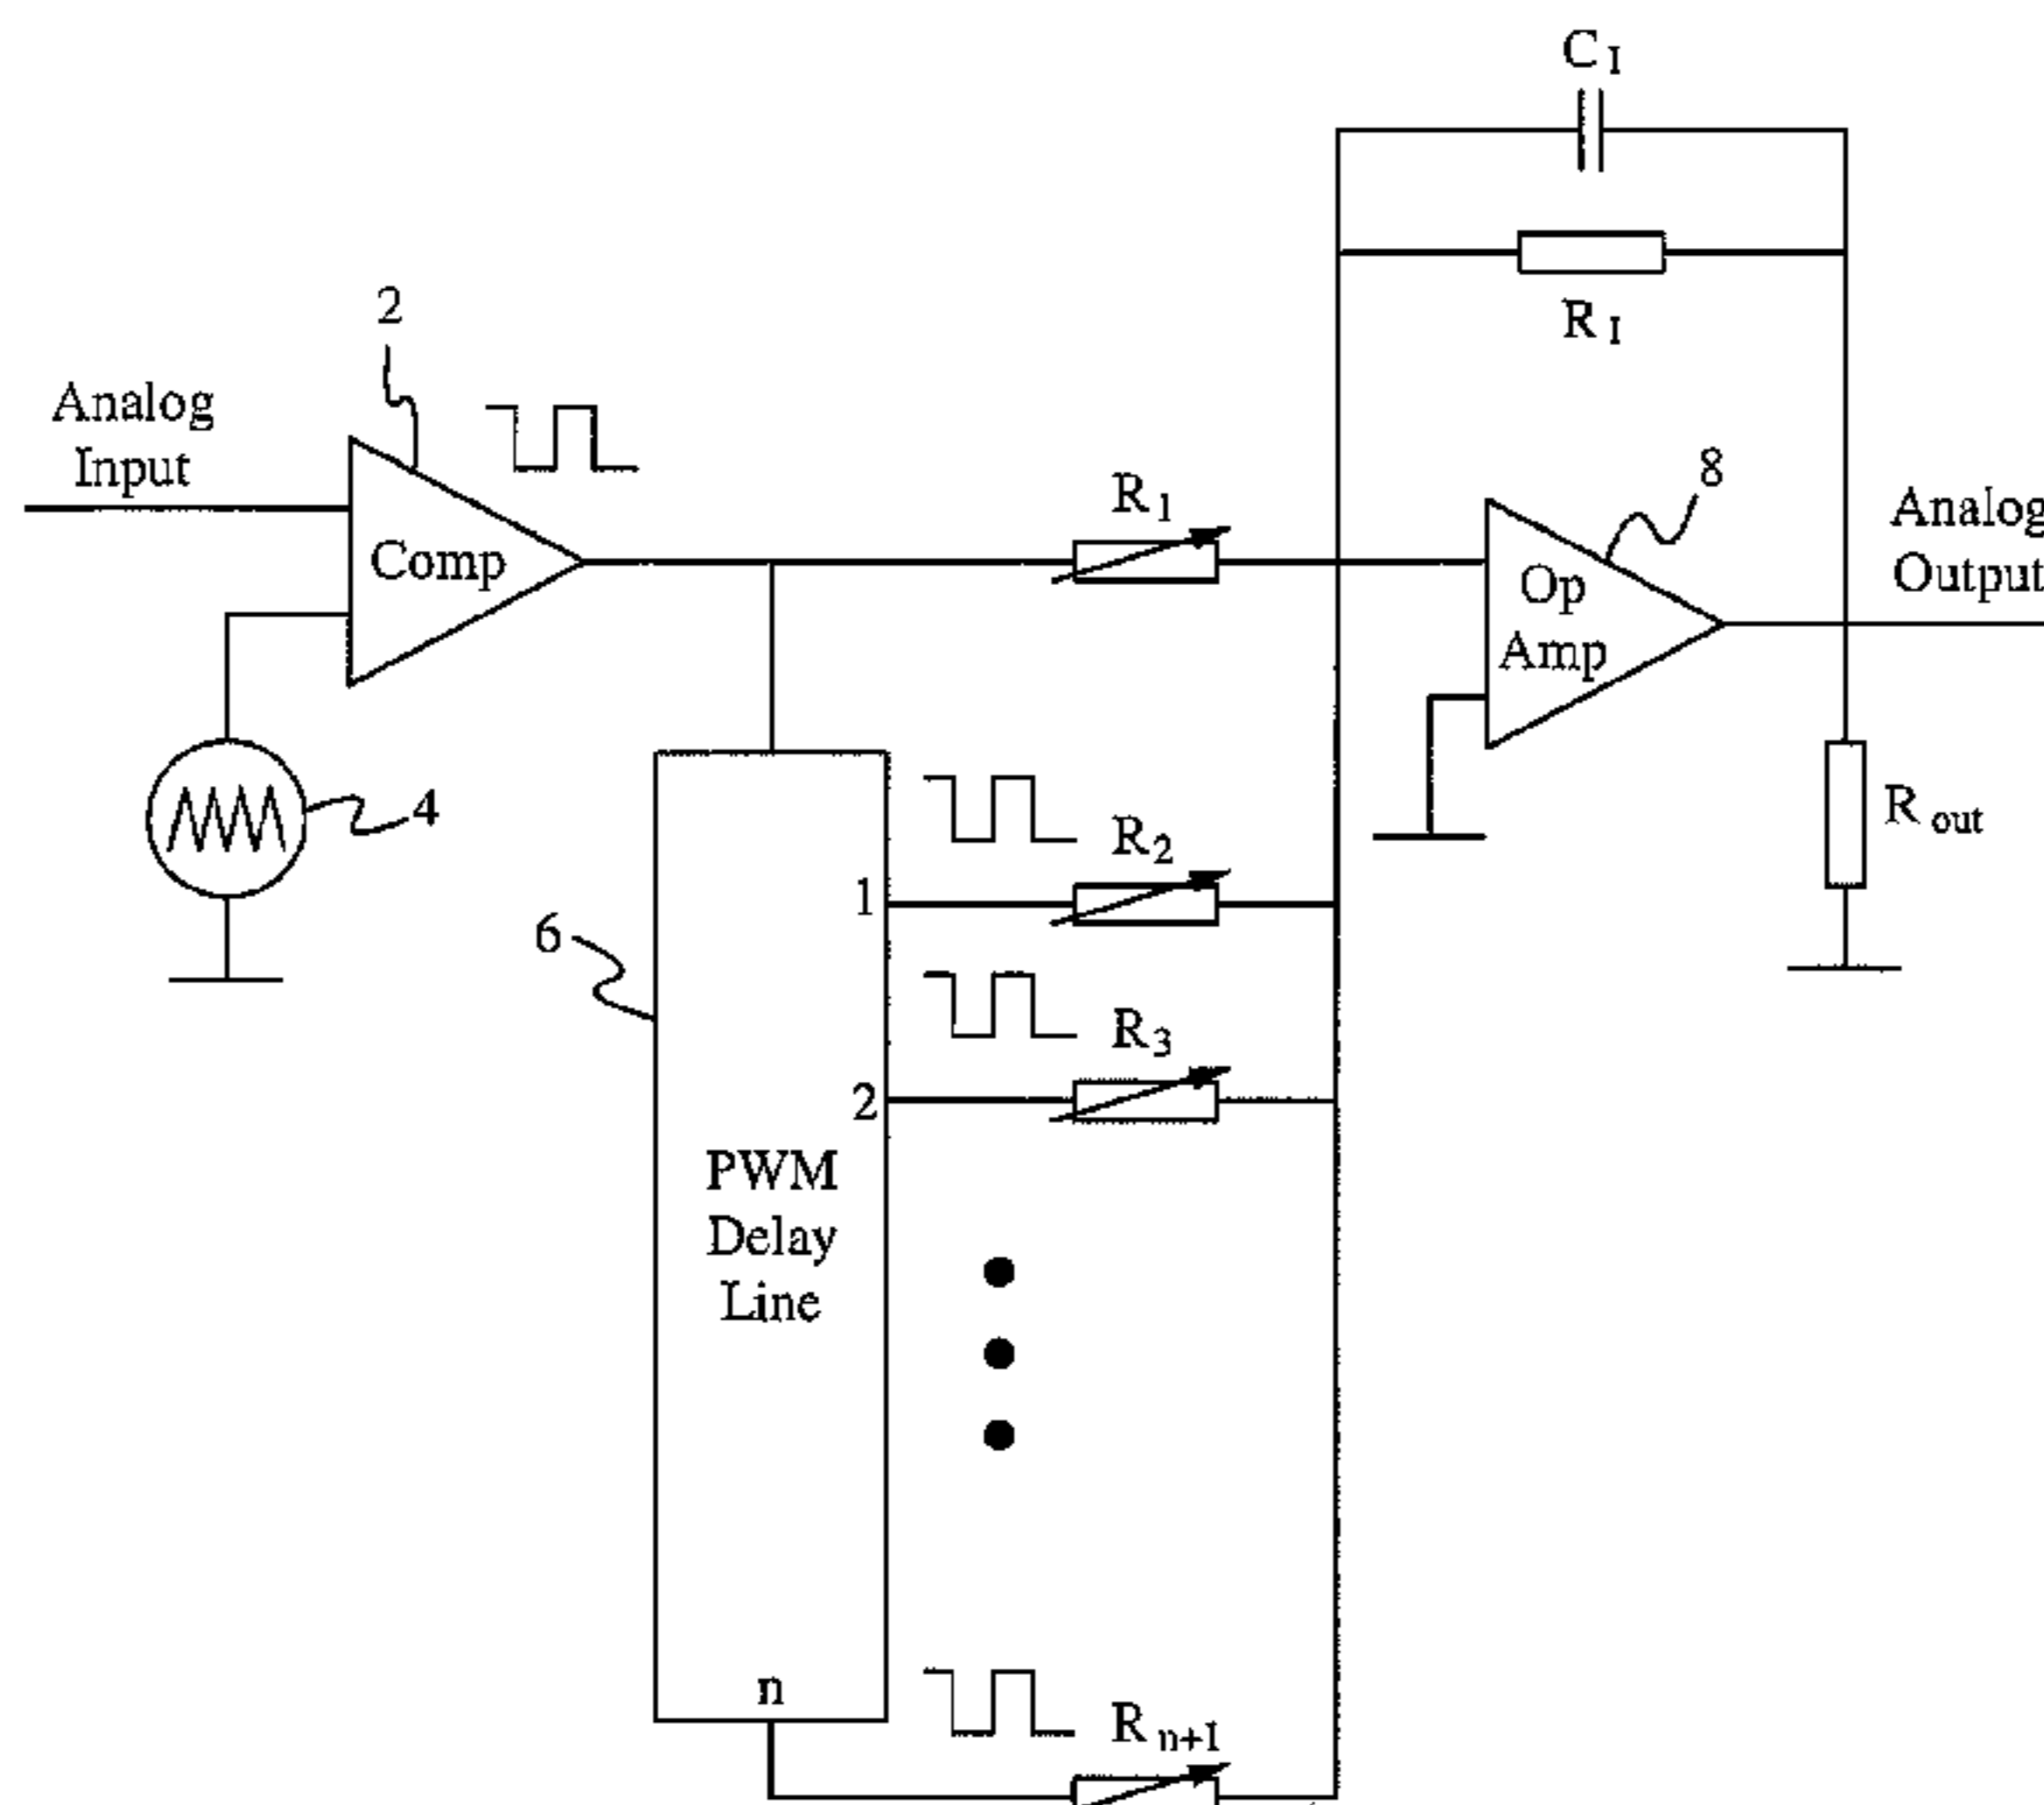 C I
R I
2
Analog
Input
Comp
R 1
8
Op
Amp
Analog
Output
4
R out
1
R 2
6
2
R 3
PWM
Delay
Line
n
R n+1